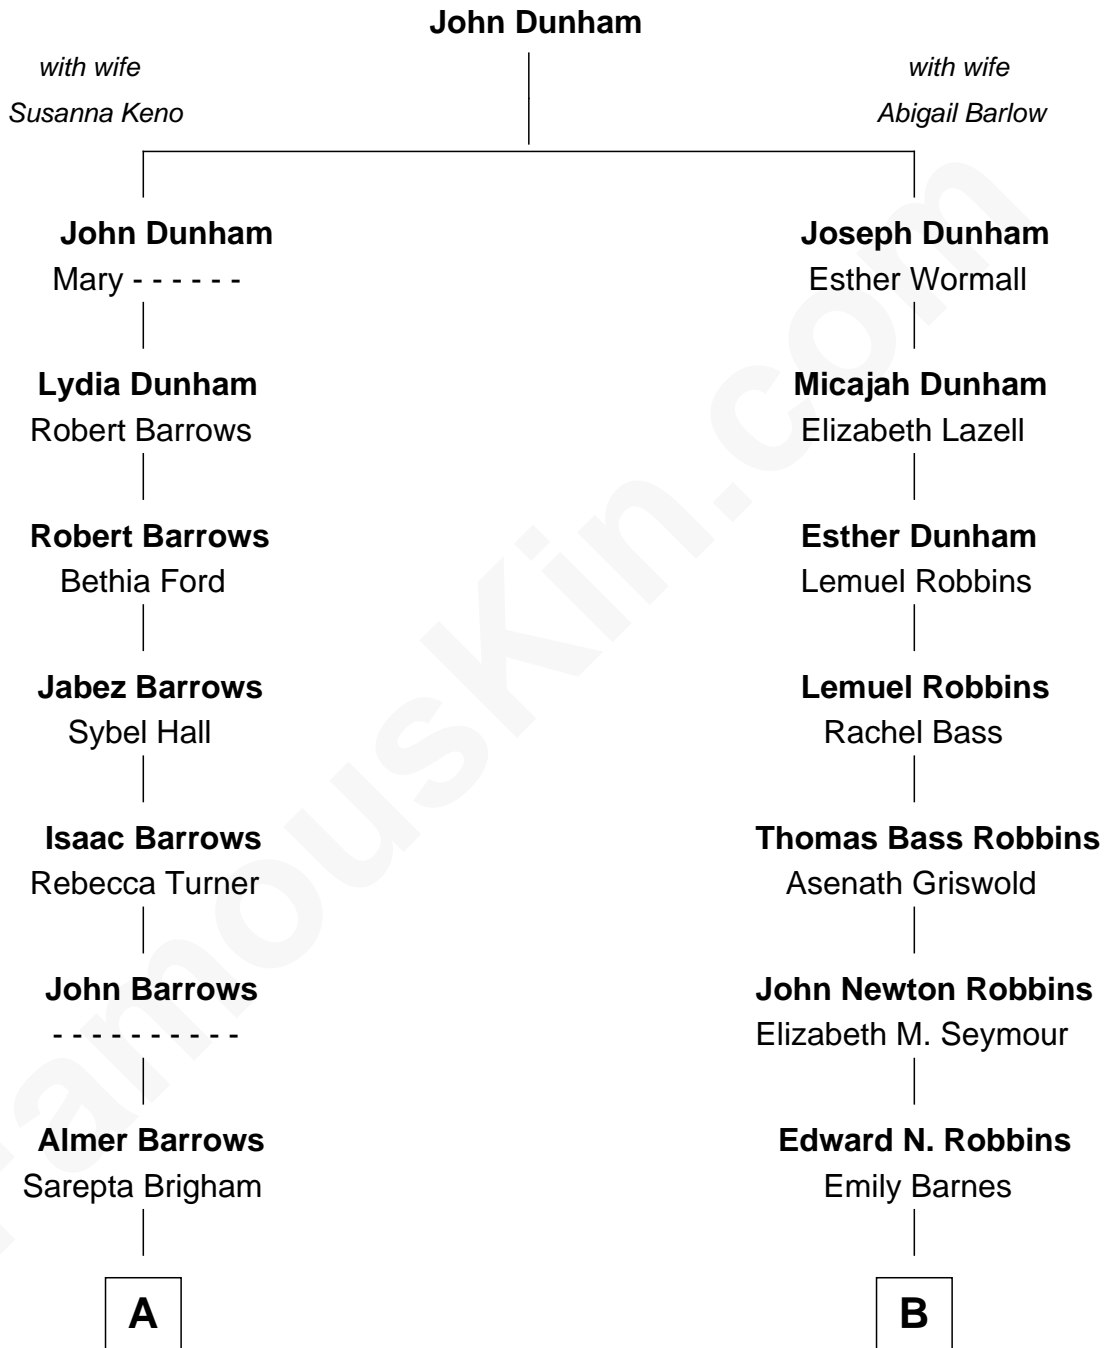 John Dunham
with wife
Susanna Keno
with wife
Abigail Barlow
John Dunham
Mary - - - - - -
Joseph Dunham
Esther Wormall
Lydia Dunham
Robert Barrows
Micajah Dunham
Elizabeth Lazell
Robert Barrows
Bethia Ford
Esther Dunham
Lemuel Robbins
Jabez Barrows
Sybel Hall
Lemuel Robbins
Rachel Bass
Isaac Barrows
Rebecca Turner
Thomas Bass Robbins
Asenath Griswold
John Barrows
- - - - - - - - - -
John Newton Robbins
Elizabeth M. Seymour
Almer Barrows
Sarepta Brigham
Edward N. Robbins
Emily Barnes
A
B
FamousKin.com